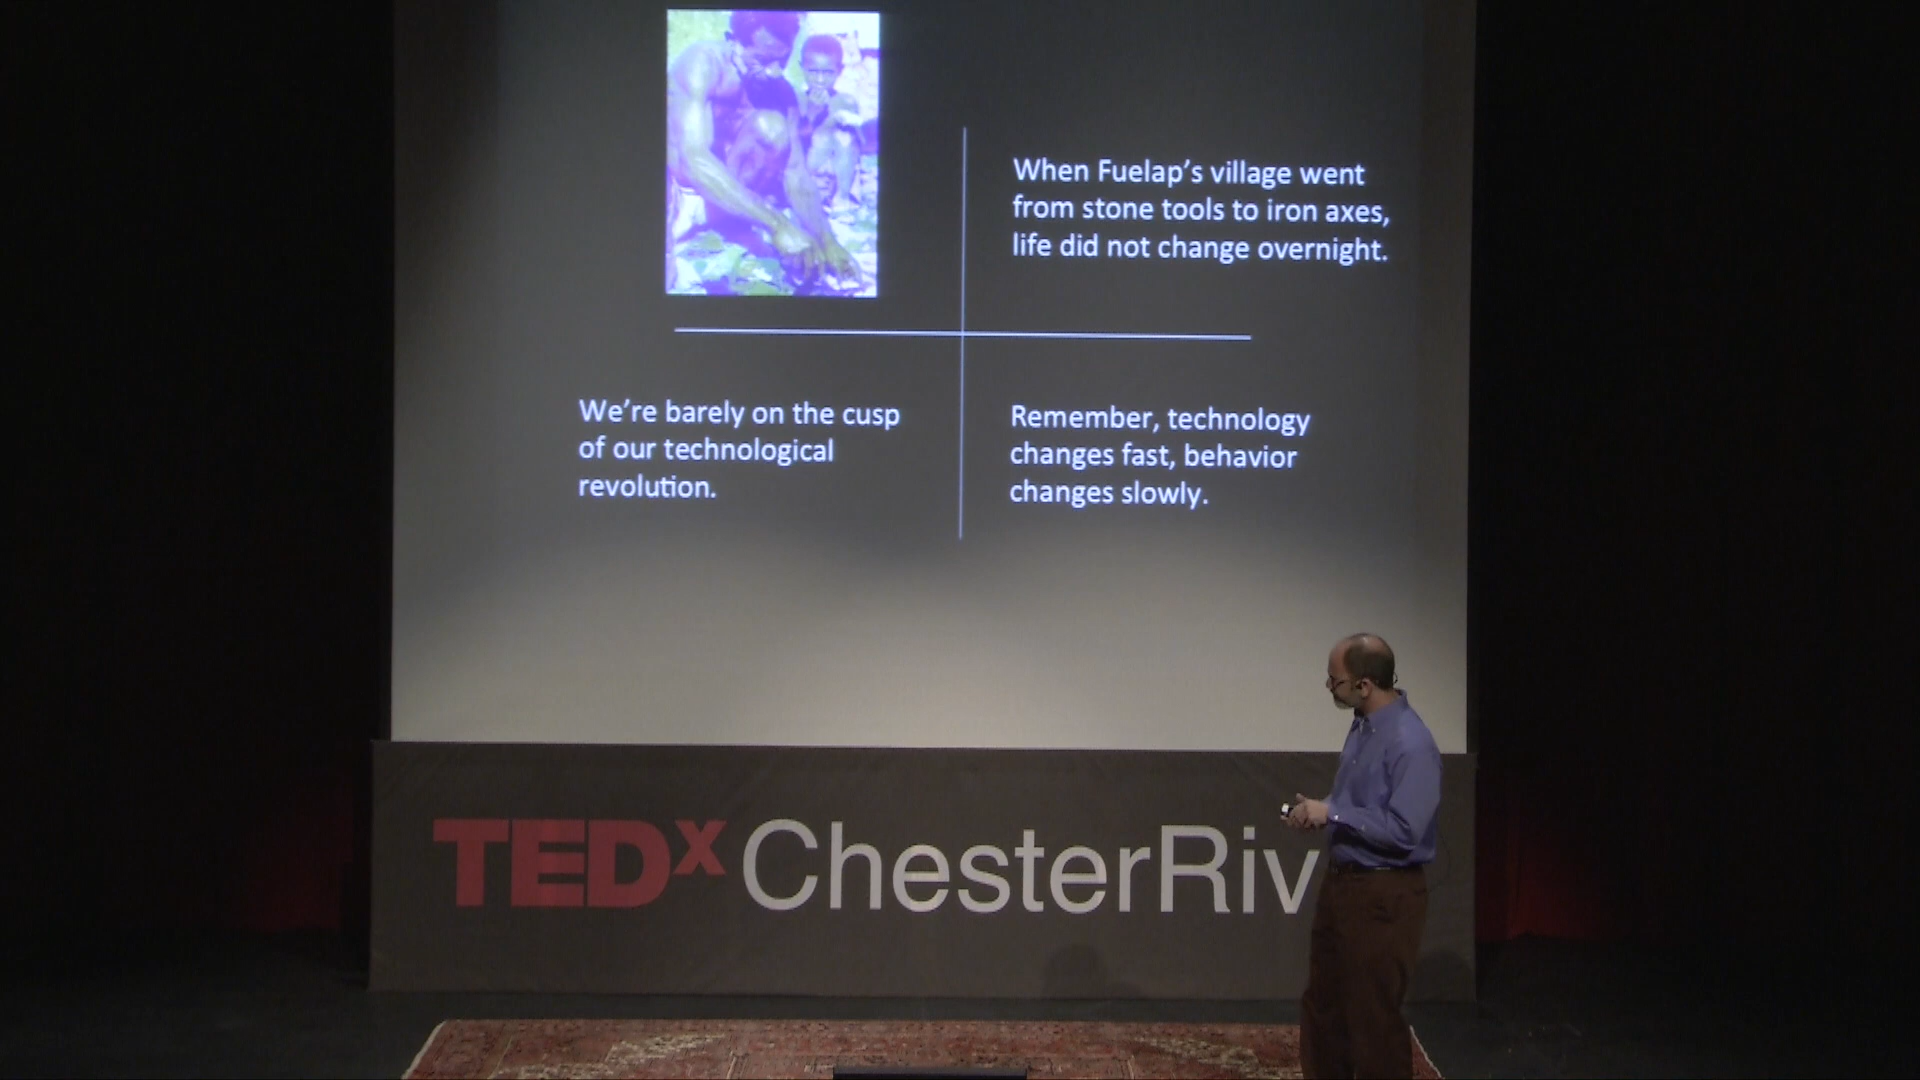 When Fuelap's village went
from stone tools to iron axes,
life did not change overnight.
We're barely on the cusp
of our technological
revolution.
Remember, technology
changes fast, behavior
changes slowly.
TEDx ChesterRiv